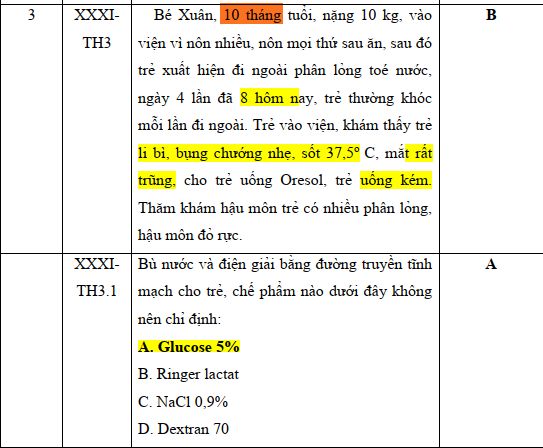 3 XXXI-TH3 Bé Xuân, 10 tháng tuổi, nặng 10 kg, vào B
viện vì nôn nhiều, nôn mọi thứ sau ăn, sau đó
trẻ xuất hiện đi ngoài phân lỏng toé nước,
ngày 4 lần đã 8 hôm nay, trẻ thường khóc
mỗi lần đi ngoài. Trẻ vào viện, khám thấy trẻ
li bì, bụng chướng nhẹ, sốt 37,5º C, mắt rất
trũng, cho trẻ uống Oresol, trẻ uống kém.
Thăm khám hậu môn trẻ có nhiều phân lỏng,
hậu môn đỏ rực.
XXXI-TH3.1 Bù nước và điện giải bằng đường truyền tĩnh A
mạch cho trẻ, chế phẩm nào dưới đây không
nên chỉ định:
A. Glucose 5%
B. Ringer lactat
C. NaCl 0,9%
D. Dextran 70